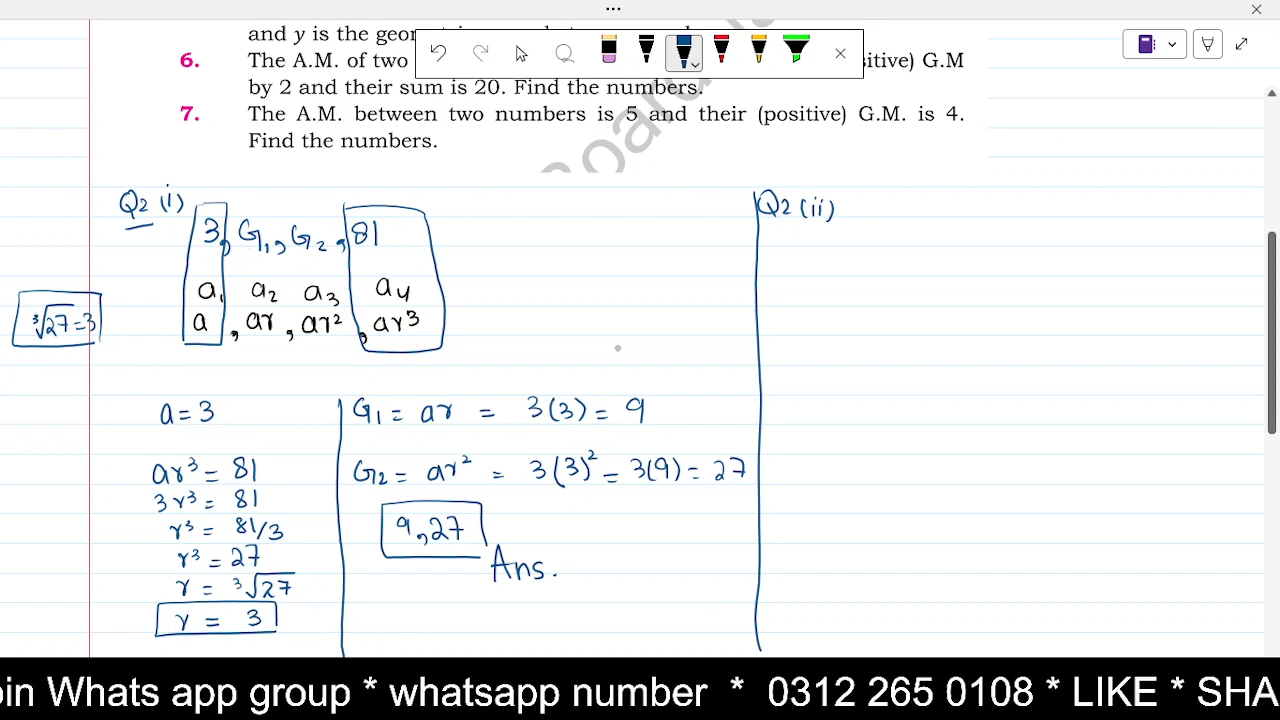 and y is the geo
6. The A.M. of two sitive) G.M
by 2 and their sum is 20. Find the numbers.
7. The A.M. between two numbers is 5 and their (positive) G.M. is 4.
Find the numbers.
Q2 (i)
3, G₁, G₂, 81
a₁ a₂ a₃ a₄
a, ar, ar², ar³
∛27=3
a = 3
ar³ = 81
3r³ = 81
r³ = 81/3
r³ = 27
r = ∛27
r = 3
G₁ = ar = 3(3) = 9
G₂ = ar² = 3(3)² = 3(9) = 27
9, 27
Ans.
Q2 (ii)
oin Whats app group * whatsapp number * 0312 265 0108 * LIKE * SHA